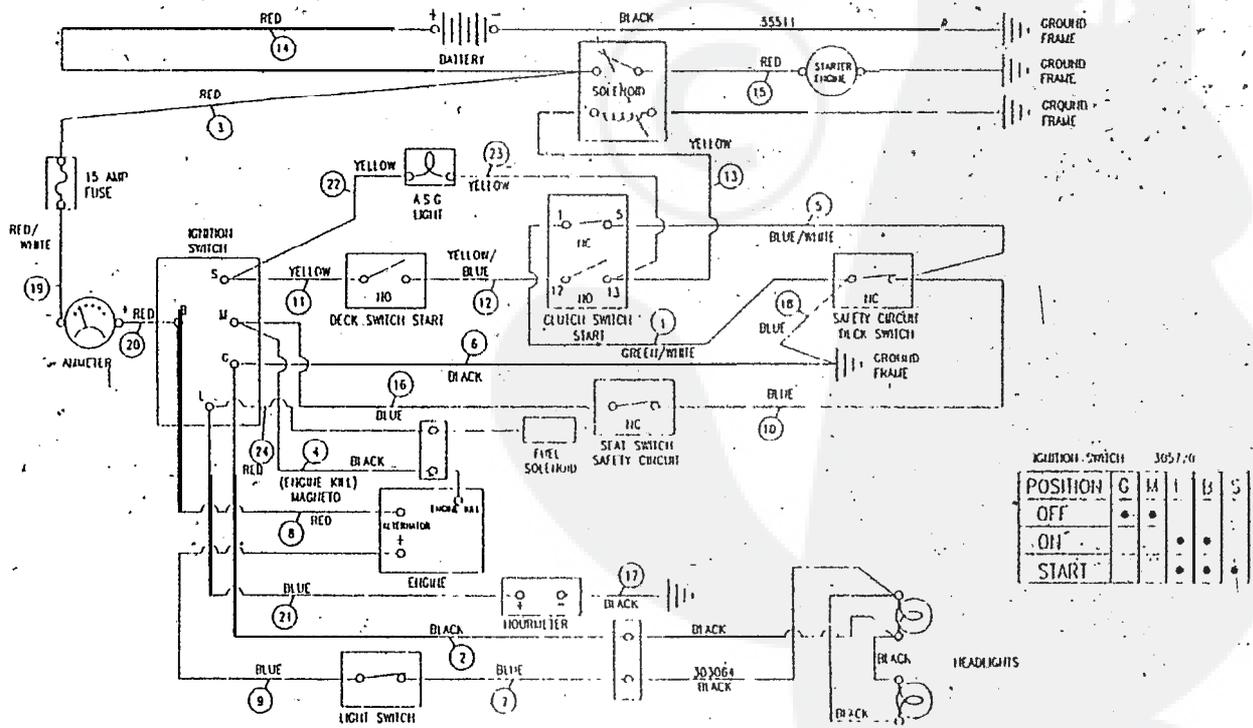 RED
14
+
-
BATTERY
BLACK
35511
GROUND
FRAME
SOLENOID
RED
15
STARTER
ENGINE
GROUND
FRAME
GROUND
FRAME
RED
3
YELLOW
13
15 AMP
FUSE
YELLOW
22
23
YELLOW
A S G
LIGHT
RED/
WHITE
19
IGNITION
SWITCH
1
5
NC
12
13
NO
CLUTCH SWITCH
START
5
BLUE/WHITE
S
YELLOW
11
NO
DECK SWITCH START
YELLOW/
BLUE
12
NC
SAFETY CIRCUIT
DECK SWITCH
18
BLUE
+
RED
20
AMMETER
B
M
G
L
1
GREEN/WHITE
6
BLACK
GROUND
FRAME
16
BLUE
NC
SEAT SWITCH
SAFETY CIRCUIT
BLUE
10
24
RED
4
BLACK
(ENGINE KILL)
MAGNETO
FUEL
SOLENOID
RED
8
ALTERNATOR
+
ENGINE KILL
ENGINE
BLUE
21
+
-
HOURMETER
17
BLACK
BLACK
2
BLACK
BLUE
9
LIGHT SWITCH
BLUE
7
303064
BLACK
BLACK
HEADLIGHTS
BLACK
IGNITION SWITCH
POSITION G M L B S
OFF • •
ON • •
START • • •